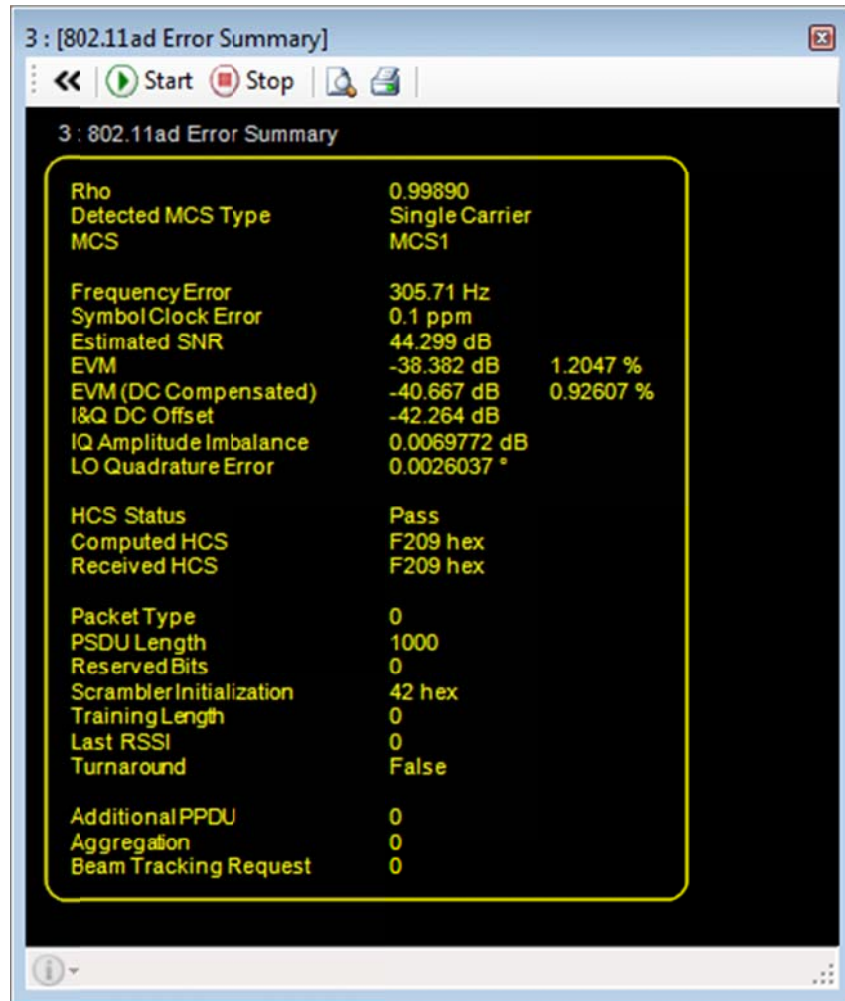 3 : [802.11ad Error Summary]
Start Stop
3 : 802.11ad Error Summary
Rho 0.99890
Detected MCS Type Single Carrier
MCS MCS1
Frequency Error 305.71 Hz
Symbol Clock Error 0.1 ppm
Estimated SNR 44.299 dB
EVM -38.382 dB 1.2047 %
EVM (DC Compensated) -40.667 dB 0.92607 %
I&Q DC Offset -42.264 dB
IQ Amplitude Imbalance 0.0069772 dB
LO Quadrature Error 0.0026037 °
HCS Status Pass
Computed HCS F209 hex
Received HCS F209 hex
Packet Type 0
PSDU Length 1000
Reserved Bits 0
Scrambler Initialization 42 hex
Training Length 0
Last RSSI 0
Turnaround False
Additional PPDU 0
Aggregation 0
Beam Tracking Request 0